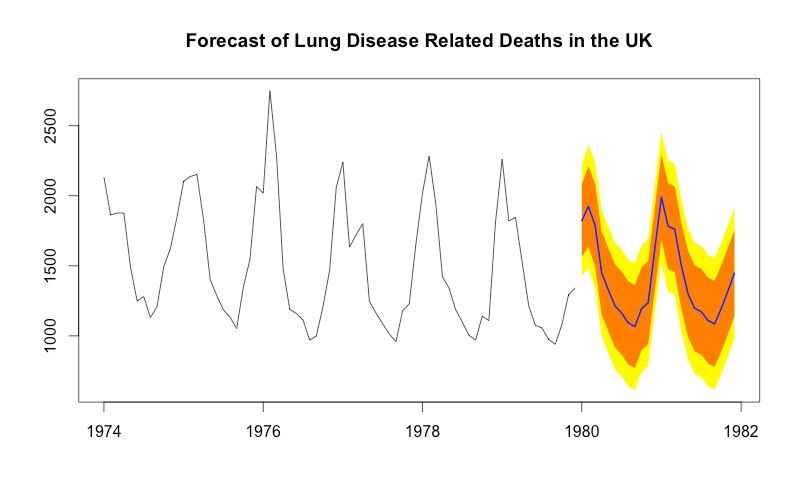 Forecast of Lung Disease Related Deaths in the UK
2500
2000
1500
1000
1974 1976 1978 1980 1982